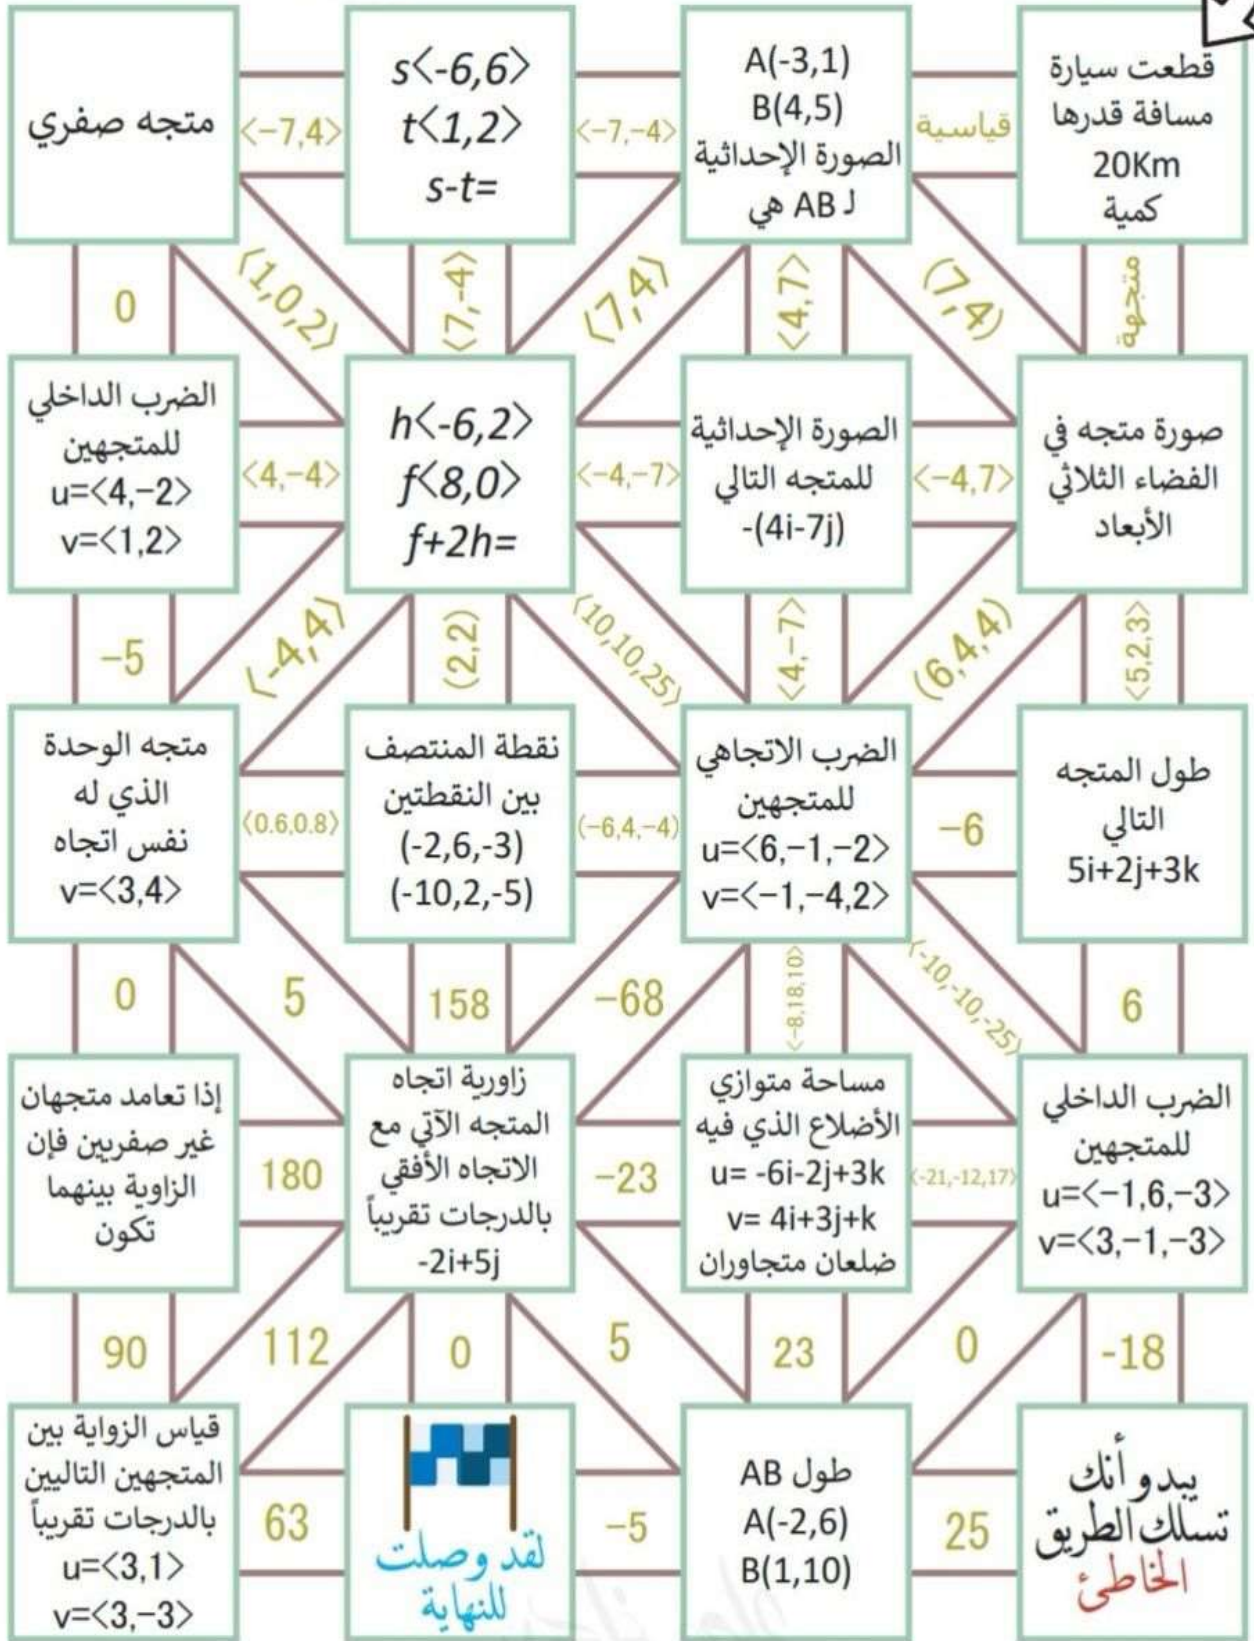 قطعت سيارة
مسافة قدرها
20Km
كمية
قياسية
A(-3,1)
B(4,5)
الصورة الإحداثية
لـ AB هي
<-7,-4>
s<-6,6>
t<1,2>
s-t=
<-7,4>
متجه صفري
متجهة
(7,4)
<4,7>
<7,4>
<7,-4>
<1,0,2>
0
صورة متجه في
الفضاء الثلاثي
الأبعاد
<-4,7>
الصورة الإحداثية
للمتجه التالي
-(4i-7j)
<-4,-7>
h<-6,2>
f<8,0>
f+2h=
<4,-4>
الضرب الداخلي
للمتجهين
u=<4,-2>
v=<1,2>
<5,2,3>
(6,4,4)
<4,-7>
<10,10,25>
(2,2)
<-4,4>
-5
طول المتجه
التالي
5i+2j+3k
-6
الضرب الاتجاهي
للمتجهين
u=<6,-1,-2>
v=<-1,-4,2>
(-6,4,-4)
نقطة المنتصف
بين النقطتين
(-2,6,-3)
(-10,2,-5)
<0.6,0.8>
متجه الوحدة
الذي له
نفس اتجاه
v=<3,4>
6
<-10,-10,-25>
<-8,18,10>
-68
158
5
0
الضرب الداخلي
للمتجهين
u=<-1,6,-3>
v=<3,-1,-3>
<-21,-12,17>
مساحة متوازي
الأضلاع الذي فيه
u= -6i-2j+3k
v= 4i+3j+k
ضلعان متجاوران
-23
زاورية اتجاه
المتجه الآتي مع
الاتجاه الأفقي
بالدرجات تقريباً
-2i+5j
180
إذا تعامد متجهان
غير صفريين فإن
الزاوية بينهما
تكون
-18
0
23
5
0
112
90
يبدو أنك
تسلك الطريق
الخاطئ
25
طول AB
A(-2,6)
B(1,10)
-5
لقد وصلت
للنهاية
63
قياس الزواية بين
المتجهين التاليين
بالدرجات تقريباً
u=<3,1>
v=<3,-3>